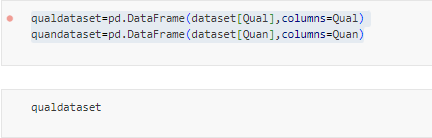 qualdataset=pd.DataFrame(dataset[Qual],columns=Qual)
quandataset=pd.DataFrame(dataset[Quan],columns=Quan)
qualdataset